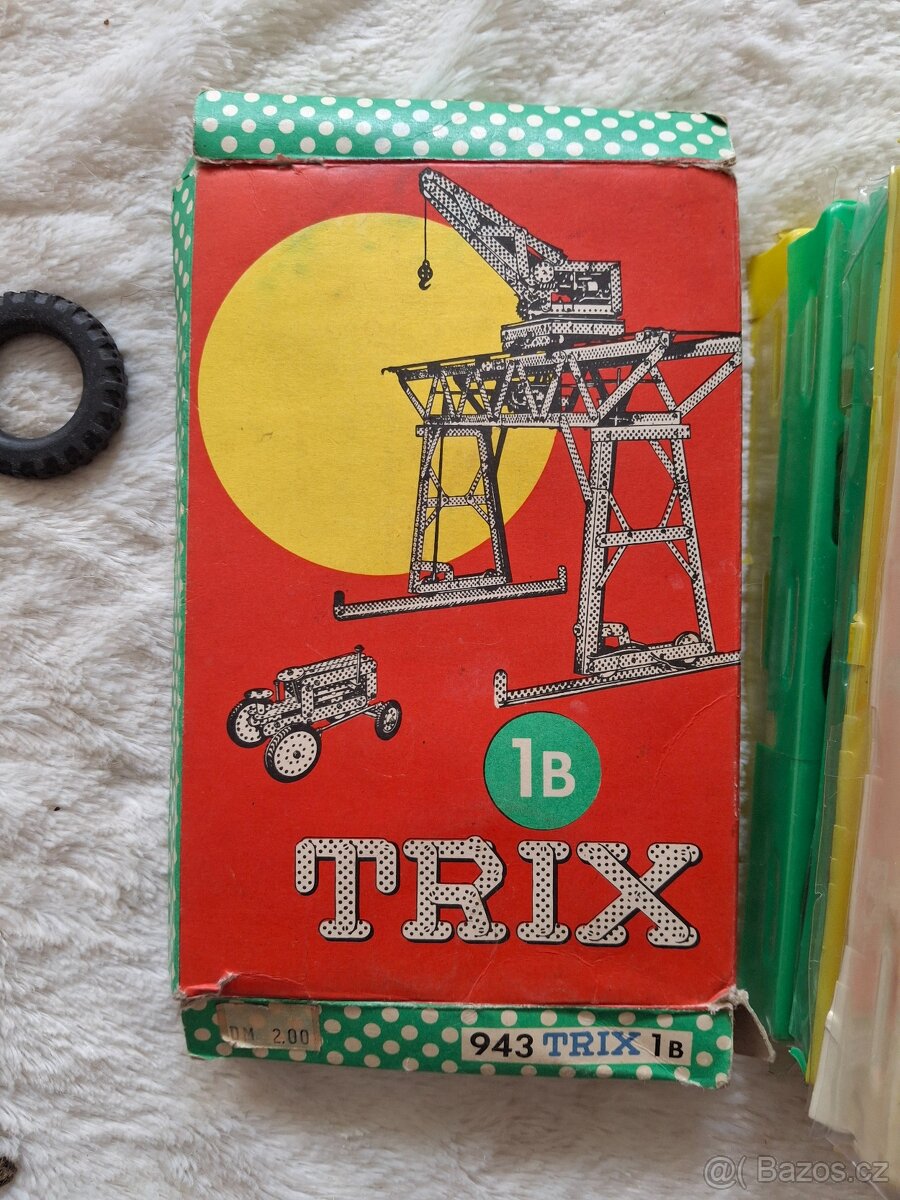 1B
TRIX
DM 2.00
943 TRIX 1B
@( Bazos.cz